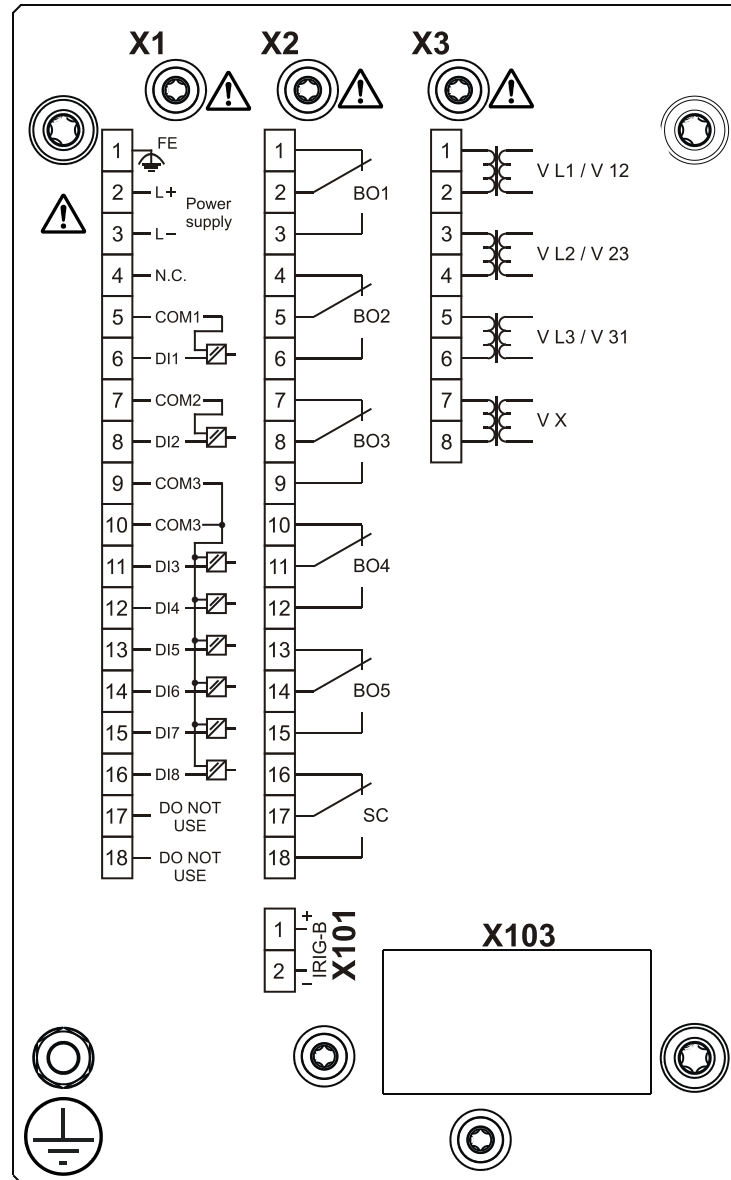 X1 X2 X3
1 FE
2 L+ Power
supply
3 L−
4 N.C.
5 COM1
6 DI1
7 COM2
8 DI2
9 COM3
10 COM3
11 DI3
12 DI4
13 DI5
14 DI6
15 DI7
16 DI8
17 DO NOT
USE
18 DO NOT
USE
1
2 BO1
3
4
5 BO2
6
7
8 BO3
9
10
11 BO4
12
13
14 BO5
15
16
17 SC
18
1 V L1 / V 12
2
3 V L2 / V 23
4
5 V L3 / V 31
6
7 V X
8
1 +
2 −
IRIG-B
X101
X103